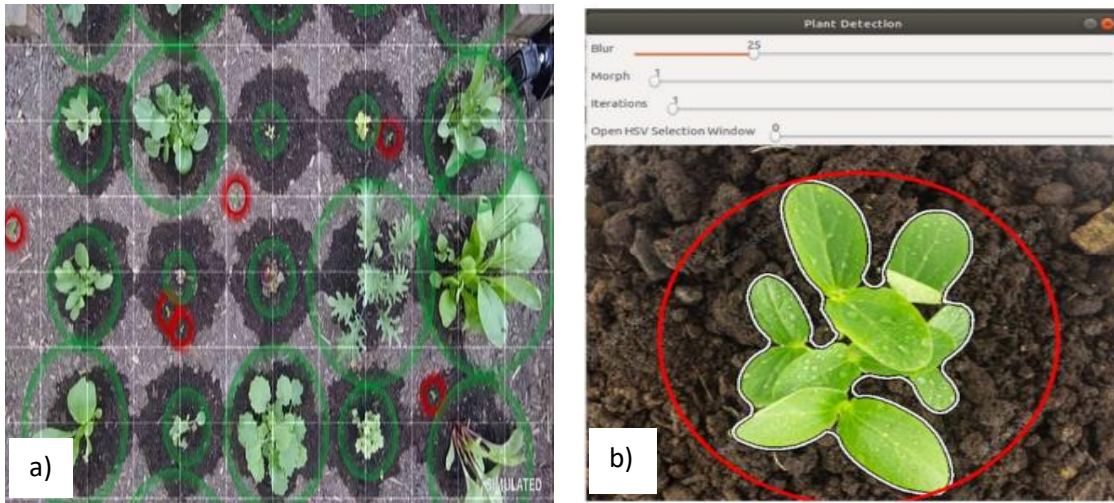 a)
SIMULATED
Plant Detection
Blur
25
Morph
1
Iterations
1
Open HSV Selection Window
0
b)